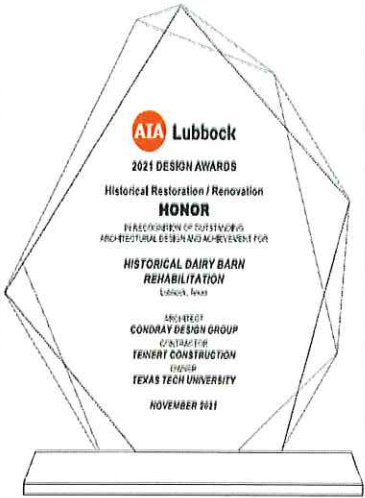 AIA Lubbock
2021 DESIGN AWARDS
Historical Restoration / Renovation
HONOR
IN RECOGNITION OF OUTSTANDING
ARCHITECTURAL DESIGN AND ACHIEVEMENT FOR
HISTORICAL DAIRY BARN
REHABILITATION
Lubbock, Texas
ARCHITECT
CONDRAY DESIGN GROUP
CONTRACTOR
TEINERT CONSTRUCTION
OWNER
TEXAS TECH UNIVERSITY
NOVEMBER 2021